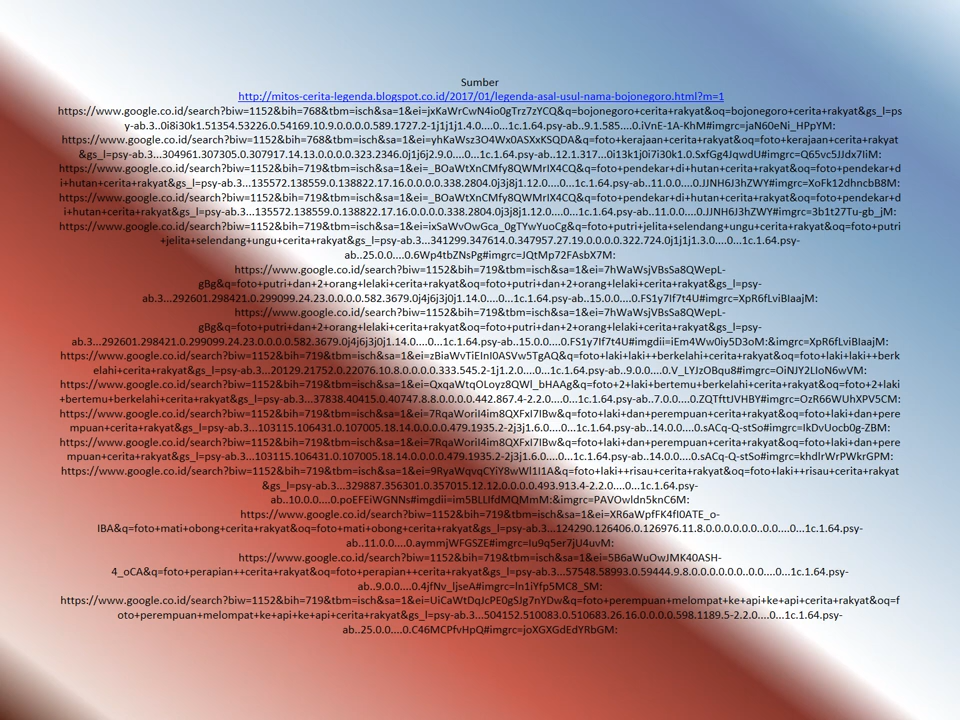 Sumber
http://mitos-cerita-legenda.blogspot.co.id/2017/01/legenda-asal-usul-nama-bojonegoro.html?m=1
https://www.google.co.id/search?biw=1152&bih=768&tbm=isch&sa=1&ei=jxKaWrCwN4io0gTrz7zYCQ&q=bojonegoro+cerita+rakyat&oq=bojonegoro+cerita+rakyat&gs_l=ps
y-ab.3..0i8i30k1.51354.53226.0.54169.10.9.0.0.0.0.589.1727.2-1j1j1j1.4.0....0...1c.1.64.psy-ab..9.1.585....0.iVnE-1A-KhM#imgrc=jaN60eNi_HPpYM:
https://www.google.co.id/search?biw=1152&bih=768&tbm=isch&sa=1&ei=yhKaWsz3O4Wx0ASXxKSQDA&q=foto+kerajaan+cerita+rakyat&oq=foto+kerajaan+cerita+rakyat
&gs_l=psy-ab.3...304961.307305.0.307917.14.13.0.0.0.0.323.2346.0j1j6j2.9.0....0...1c.1.64.psy-ab..12.1.317...0i13k1j0i7i30k1.0.SxfGg4JqwdU#imgrc=Q65vc5JJdx7IiM:
https://www.google.co.id/search?biw=1152&bih=719&tbm=isch&sa=1&ei=_BOaWtXnCMfy8QWMrIX4CQ&q=foto+pendekar+di+hutan+cerita+rakyat&oq=foto+pendekar+d
i+hutan+cerita+rakyat&gs_l=psy-ab.3...135572.138559.0.138822.17.16.0.0.0.0.338.2804.0j3j8j1.12.0....0...1c.1.64.psy-ab..11.0.0....0.JJNH6J3hZWY#imgrc=XoFk12dhncbB8M:
https://www.google.co.id/search?biw=1152&bih=719&tbm=isch&sa=1&ei=_BOaWtXnCMfy8QWMrIX4CQ&q=foto+pendekar+di+hutan+cerita+rakyat&oq=foto+pendekar+d
i+hutan+cerita+rakyat&gs_l=psy-ab.3...135572.138559.0.138822.17.16.0.0.0.0.338.2804.0j3j8j1.12.0....0...1c.1.64.psy-ab..11.0.0....0.JJNH6J3hZWY#imgrc=3b1t27Tu-gb_jM:
https://www.google.co.id/search?biw=1152&bih=719&tbm=isch&sa=1&ei=ixSaWvOwGca_0gTYwYuoCg&q=foto+putri+jelita+selendang+ungu+cerita+rakyat&oq=foto+putri
+jelita+selendang+ungu+cerita+rakyat&gs_l=psy-ab.3...341299.347614.0.347957.27.19.0.0.0.0.322.724.0j1j1j1.3.0....0...1c.1.64.psy-
ab..25.0.0....0.6Wp4tbZNsPg#imgrc=JQtMp72FAsbX7M:
https://www.google.co.id/search?biw=1152&bih=719&tbm=isch&sa=1&ei=7hWaWsjVBsSa8QWepL-
gBg&q=foto+putri+dan+2+orang+lelaki+cerita+rakyat&oq=foto+putri+dan+2+orang+lelaki+cerita+rakyat&gs_l=psy-
ab.3...292601.298421.0.299099.24.23.0.0.0.0.582.3679.0j4j6j3j0j1.14.0....0...1c.1.64.psy-ab..15.0.0....0.FS1y7If7t4U#imgrc=XpR6fLviBIaajM:
https://www.google.co.id/search?biw=1152&bih=719&tbm=isch&sa=1&ei=7hWaWsjVBsSa8QWepL-
gBg&q=foto+putri+dan+2+orang+lelaki+cerita+rakyat&oq=foto+putri+dan+2+orang+lelaki+cerita+rakyat&gs_l=psy-
ab.3...292601.298421.0.299099.24.23.0.0.0.0.582.3679.0j4j6j3j0j1.14.0....0...1c.1.64.psy-ab..15.0.0....0.FS1y7If7t4U#imgdii=iEm4Ww0iy5D3oM:&imgrc=XpR6fLviBIaajM:
https://www.google.co.id/search?biw=1152&bih=719&tbm=isch&sa=1&ei=zBiaWvTiEInI0ASVw5TgAQ&q=foto+laki+laki++berkelahi+cerita+rakyat&oq=foto+laki+laki++berk
elahi+cerita+rakyat&gs_l=psy-ab.3...20129.21752.0.22076.10.8.0.0.0.0.333.545.2-1j1.2.0....0...1c.1.64.psy-ab..9.0.0....0.V_LYJzOBqu8#imgrc=OiNJY2LIoN6wVM:
https://www.google.co.id/search?biw=1152&bih=719&tbm=isch&sa=1&ei=QxqaWtqOLoyz8QWl_bHAAg&q=foto+2+laki+bertemu+berkelahi+cerita+rakyat&oq=foto+2+laki
+bertemu+berkelahi+cerita+rakyat&gs_l=psy-ab.3...37838.40415.0.40747.8.8.0.0.0.0.442.867.4-2.2.0....0...1c.1.64.psy-ab..7.0.0....0.ZQTfttJVHBY#imgrc=OzR66WUhXPV5CM:
https://www.google.co.id/search?biw=1152&bih=719&tbm=isch&sa=1&ei=7RqaWoriI4im8QXFxI7IBw&q=foto+laki+dan+perempuan+cerita+rakyat&oq=foto+laki+dan+pere
mpuan+cerita+rakyat&gs_l=psy-ab.3...103115.106431.0.107005.18.14.0.0.0.0.479.1935.2-2j3j1.6.0....0...1c.1.64.psy-ab..14.0.0....0.sACq-Q-stSo#imgrc=IkDvUocb0g-ZBM:
https://www.google.co.id/search?biw=1152&bih=719&tbm=isch&sa=1&ei=7RqaWoriI4im8QXFxI7IBw&q=foto+laki+dan+perempuan+cerita+rakyat&oq=foto+laki+dan+pere
mpuan+cerita+rakyat&gs_l=psy-ab.3...103115.106431.0.107005.18.14.0.0.0.0.479.1935.2-2j3j1.6.0....0...1c.1.64.psy-ab..14.0.0....0.sACq-Q-stSo#imgrc=khdlrWrPWkrGPM:
https://www.google.co.id/search?biw=1152&bih=719&tbm=isch&sa=1&ei=9RyaWqvqCYiY8wWl1I1A&q=foto+laki++risau+cerita+rakyat&oq=foto+laki++risau+cerita+rakyat
&gs_l=psy-ab.3...329887.356301.0.357015.12.12.0.0.0.0.493.913.4-2.2.0....0...1c.1.64.psy-
ab..10.0.0....0.poEFEiWGNNs#imgdii=im5BLLIfdMQMmM:&imgrc=PAVOwldn5knC6M:
https://www.google.co.id/search?biw=1152&bih=719&tbm=isch&sa=1&ei=XR6aWpfFK4fI0ATE_o-
IBA&q=foto+mati+obong+cerita+rakyat&oq=foto+mati+obong+cerita+rakyat&gs_l=psy-ab.3...124290.126406.0.126976.11.8.0.0.0.0.0.0..0.0....0...1c.1.64.psy-
ab..11.0.0....0.aymmjWFGSZE#imgrc=Iu9q5er7jU4uvM:
https://www.google.co.id/search?biw=1152&bih=719&tbm=isch&sa=1&ei=5B6aWuOwJMK40ASH-
4_oCA&q=foto+perapian++cerita+rakyat&oq=foto+perapian++cerita+rakyat&gs_l=psy-ab.3...57548.58993.0.59444.9.8.0.0.0.0.0.0..0.0....0...1c.1.64.psy-
ab..9.0.0....0.4jfNv_ljseA#imgrc=ln1iYfp5MC8_SM:
https://www.google.co.id/search?biw=1152&bih=719&tbm=isch&sa=1&ei=UiCaWtDqJcPE0gSJg7nYDw&q=foto+perempuan+melompat+ke+api+ke+api+cerita+rakyat&oq=f
oto+perempuan+melompat+ke+api+ke+api+cerita+rakyat&gs_l=psy-ab.3...504152.510083.0.510683.26.16.0.0.0.0.598.1189.5-2.2.0....0...1c.1.64.psy-
ab..25.0.0....0.C46MCPfvHpQ#imgrc=joXGXGdEdYRbGM: